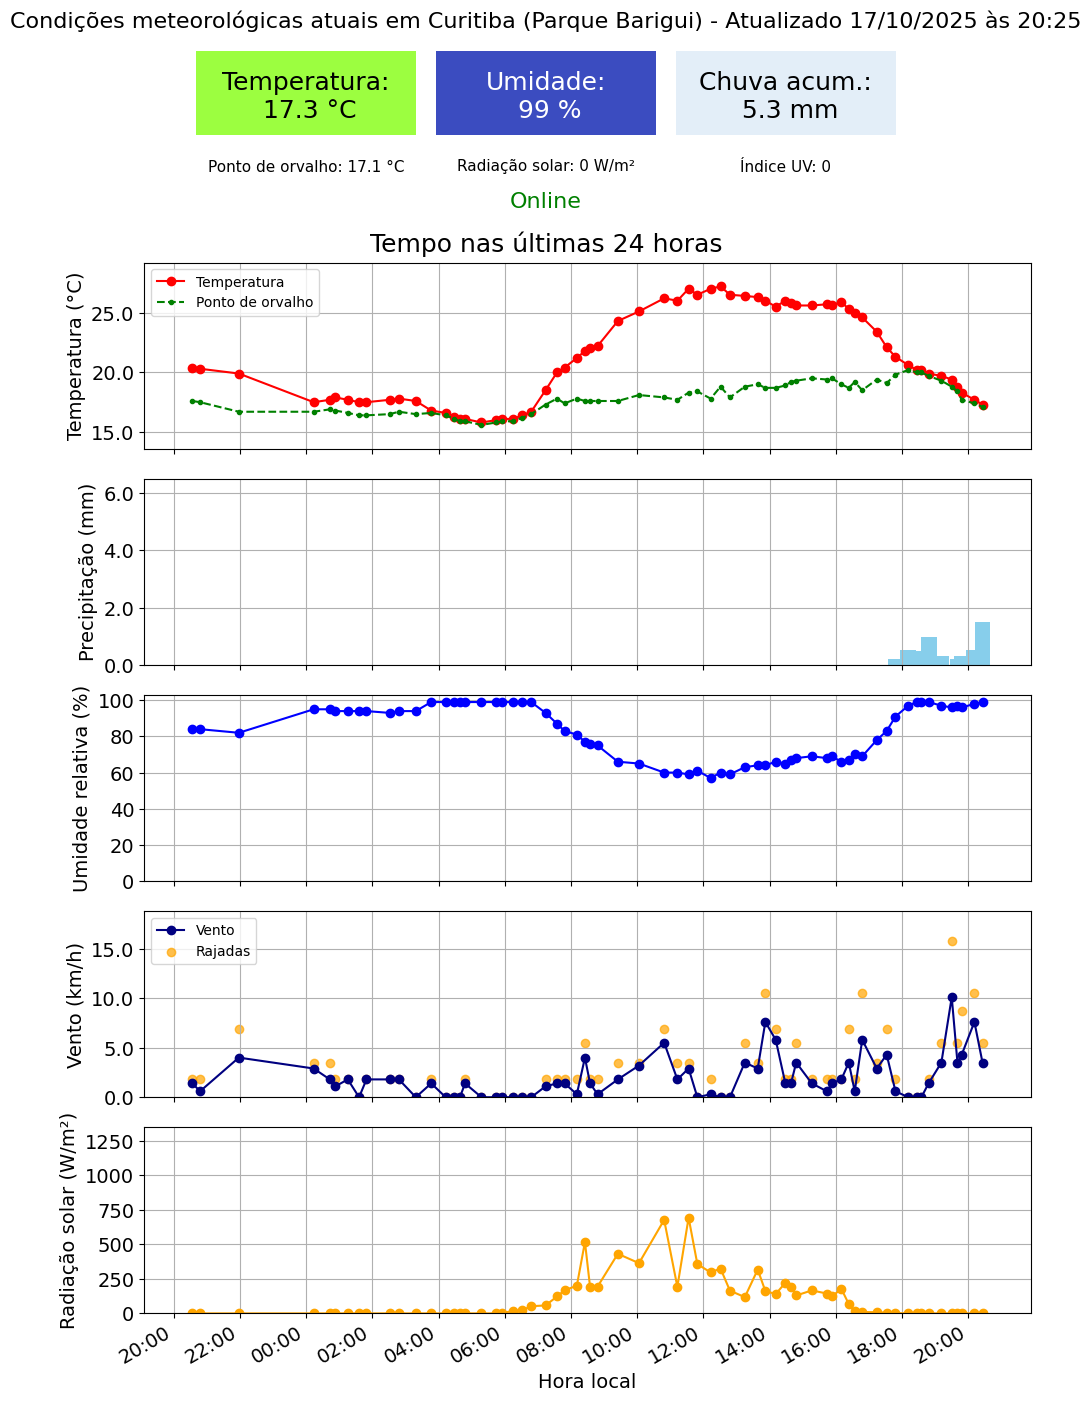 Condições meteorológicas atuais em Curitiba (Parque Barigui) - Atualizado 17/10/2025 às 20:25
Temperatura:
17.3 °C
Umidade:
99 %
Chuva acum.:
5.3 mm
Ponto de orvalho: 17.1 °C
Radiação solar: 0 W/m²
Índice UV: 0
Online
Tempo nas últimas 24 horas
Temperatura (°C)
25.0
20.0
15.0
Temperatura
Ponto de orvalho
Precipitação (mm)
6.0
4.0
2.0
0.0
Umidade relativa (%)
100
80
60
40
20
0
Vento (km/h)
15.0
10.0
5.0
0.0
Vento
Rajadas
Radiação solar (W/m²)
1250
1000
750
500
250
0
20:00
22:00
00:00
02:00
04:00
06:00
08:00
10:00
12:00
14:00
16:00
18:00
20:00
Hora local